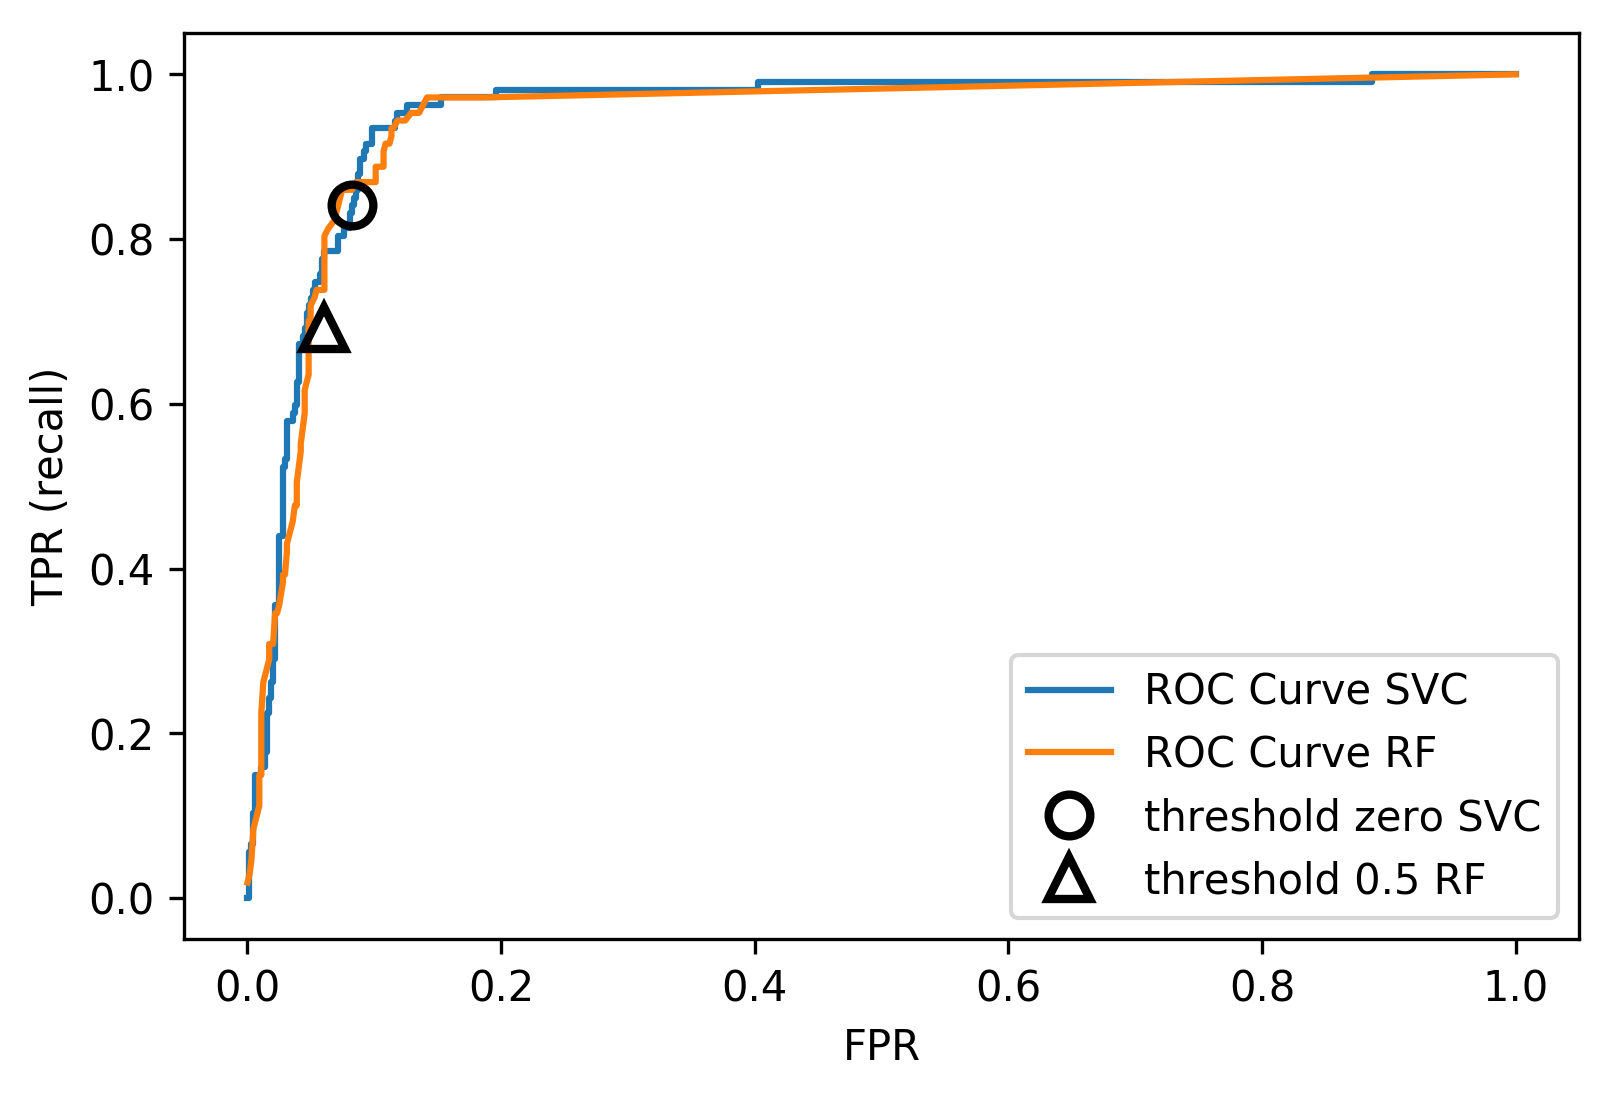 1.0
0.8
0.6
0.4
0.2
0.0
TPR (recall)
ROC Curve SVC
ROC Curve RF
threshold zero SVC
threshold 0.5 RF
0.0 0.2 0.4 0.6 0.8 1.0
FPR